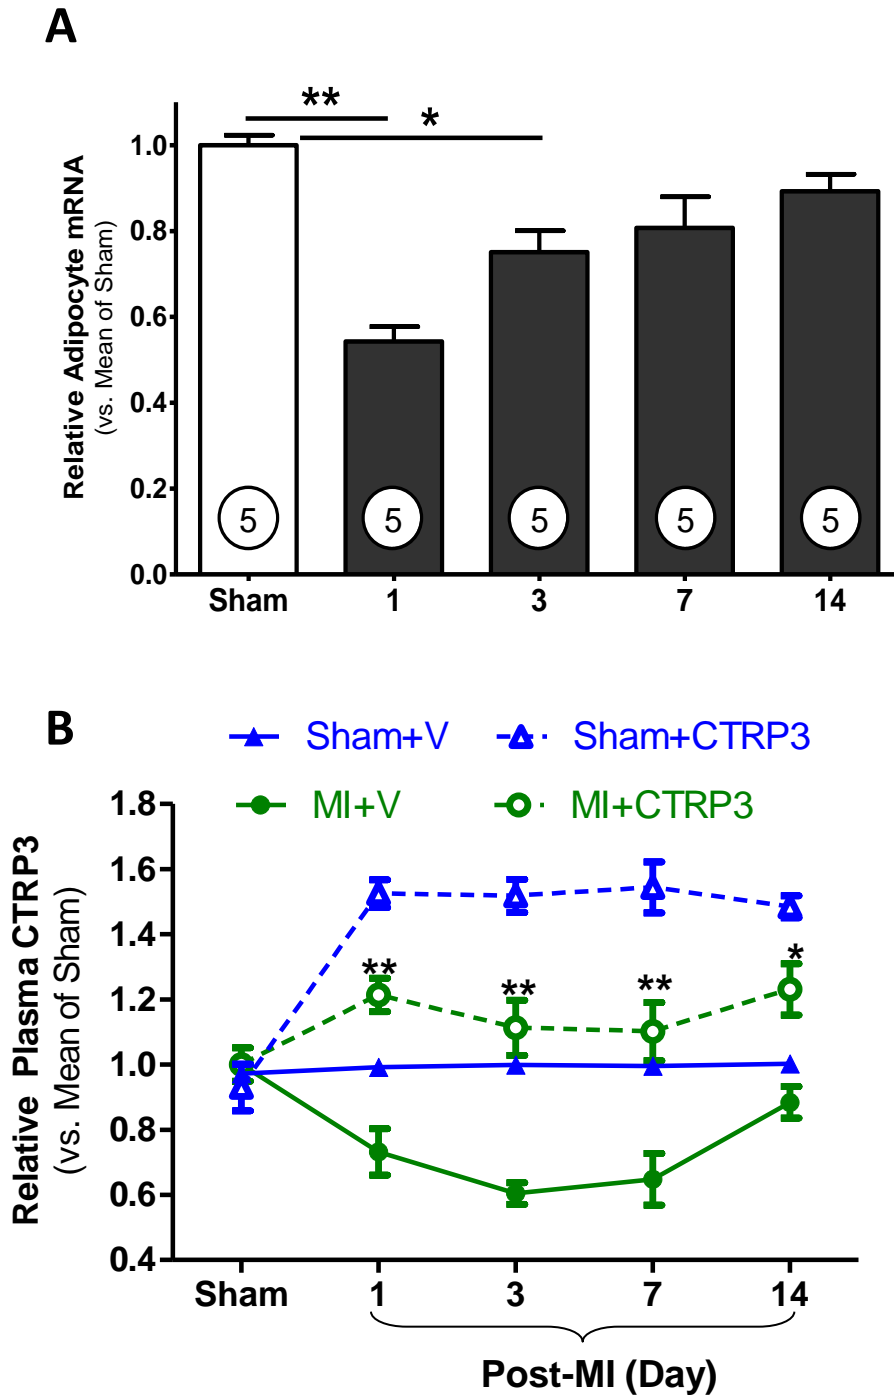 A
**
*
Relative Adipocyte mRNA
(vs. Mean of Sham)
1.0
0.8
0.6
0.4
0.2
0.0
5 5 5 5 5
Sham 1 3 7 14
B
Sham+V Sham+CTRP3
MI+V MI+CTRP3
Relative Plasma CTRP3
(vs. Mean of Sham)
1.8
1.6
1.4
1.2
1.0
0.8
0.6
0.4
** ** ** *
Sham 1 3 7 14
Post-MI (Day)